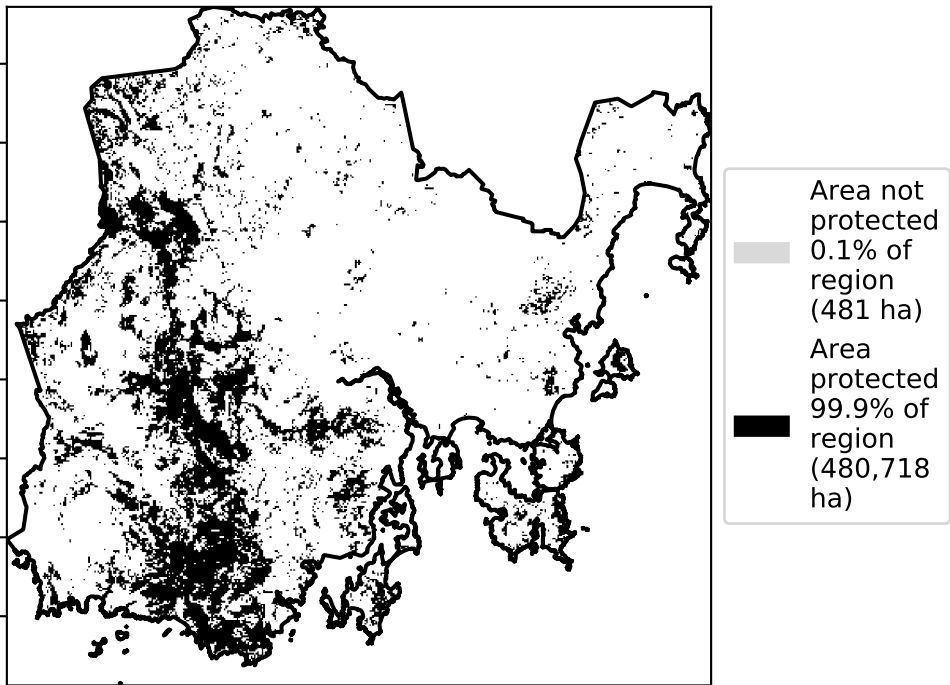 Area not
protected
0.1% of
region
(481 ha)
Area
protected
99.9% of
region
(480,718
ha)